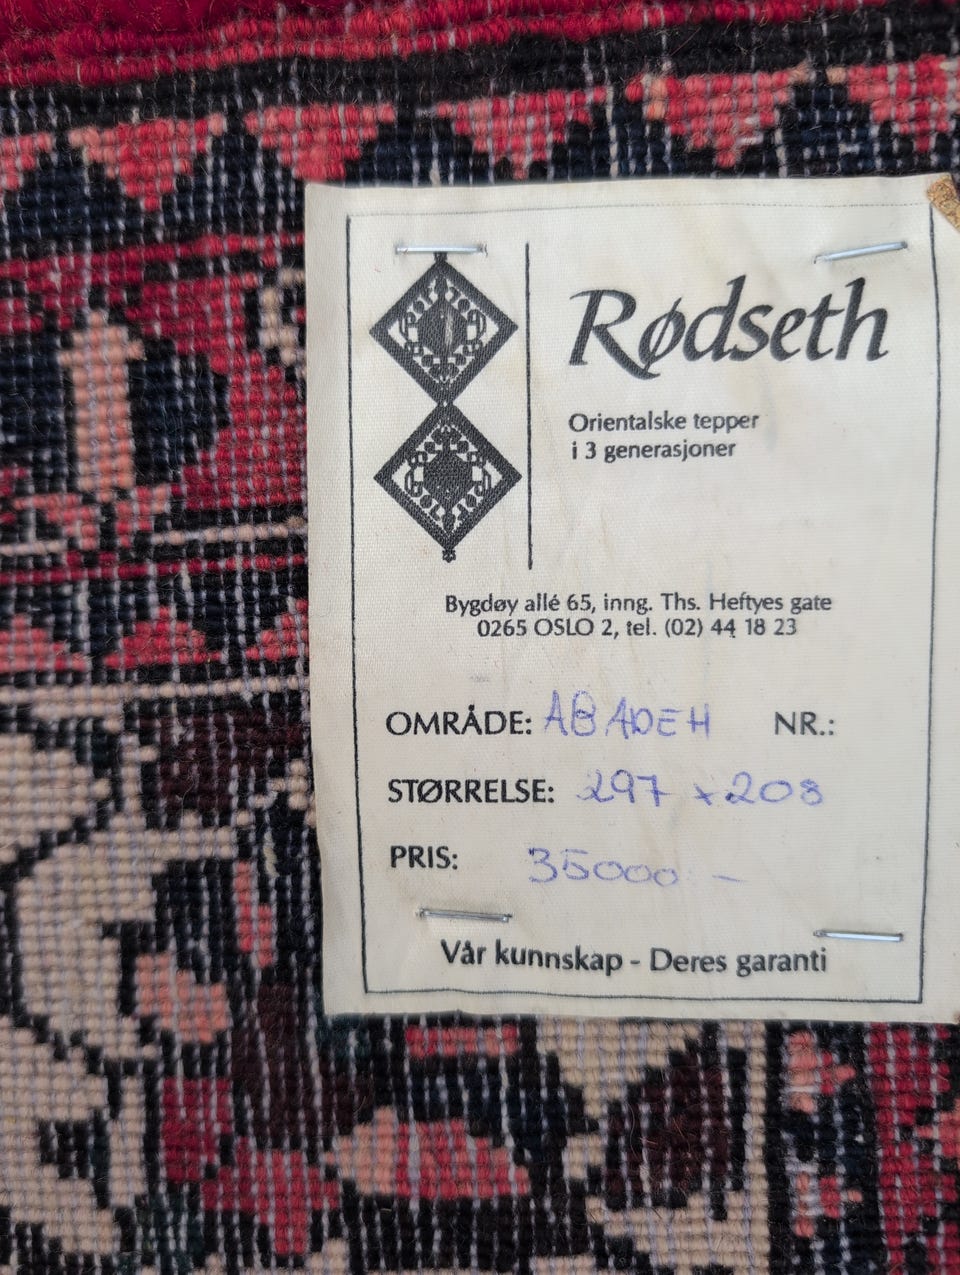 Rødseth
Orientalske tepper
i 3 generasjoner
Bygdøy allé 65, inng. Ths. Heftyes gate
0265 OSLO 2, tel. (02) 44 18 23
OMRÅDE: ABADEH NR.:
STØRRELSE: 297 x 208
PRIS: 35000 -
Vår kunnskap - Deres garanti